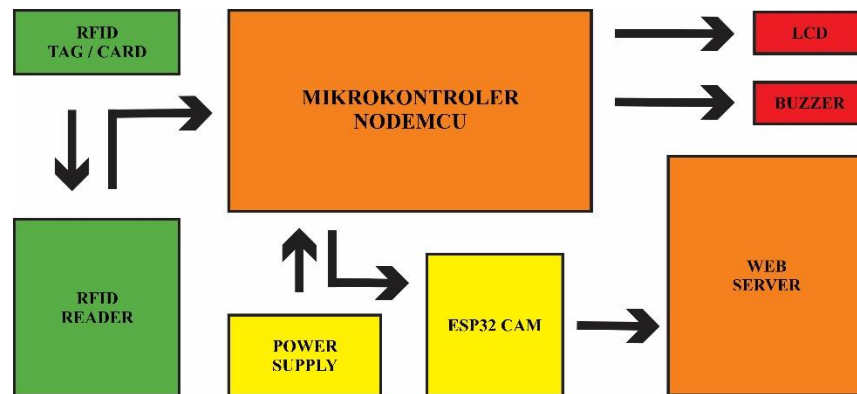 RFID
TAG / CARD
MIKROKONTROLER
NODEMCU
LCD
BUZZER
RFID
READER
POWER
SUPPLY
ESP32 CAM
WEB
SERVER